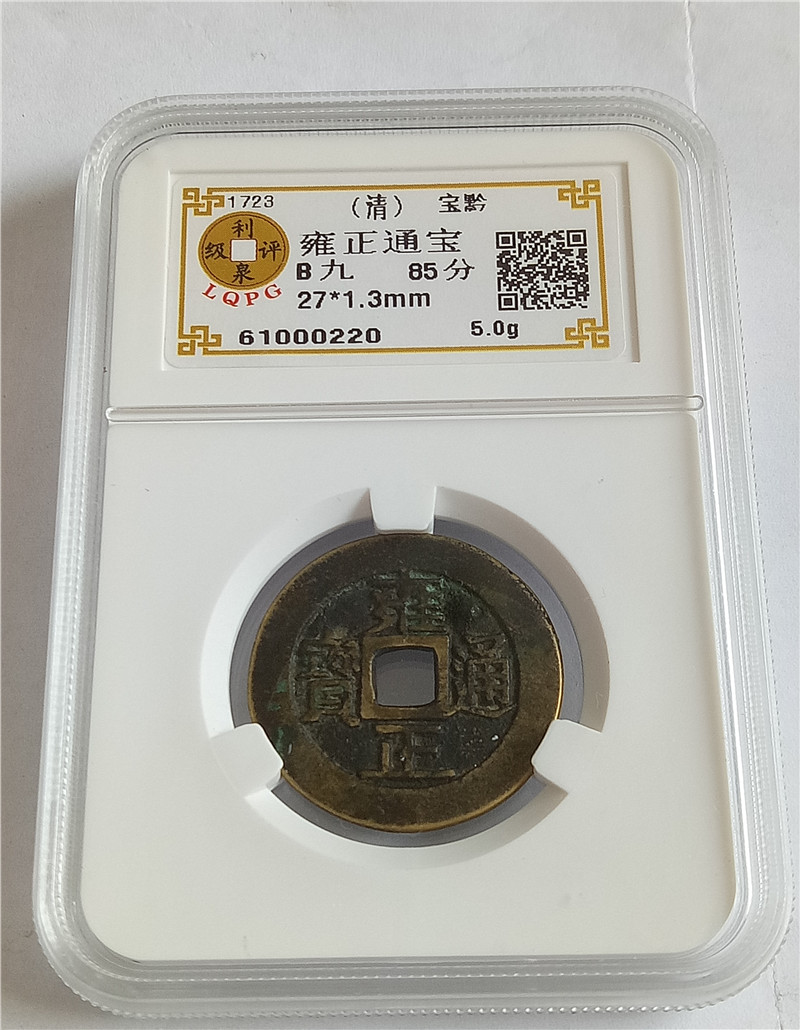 1723 （清） 宝黔
利泉评级
LQPG
雍正通宝
B九 85分
27*1.3mm
61000220 5.0g
雍正通寶